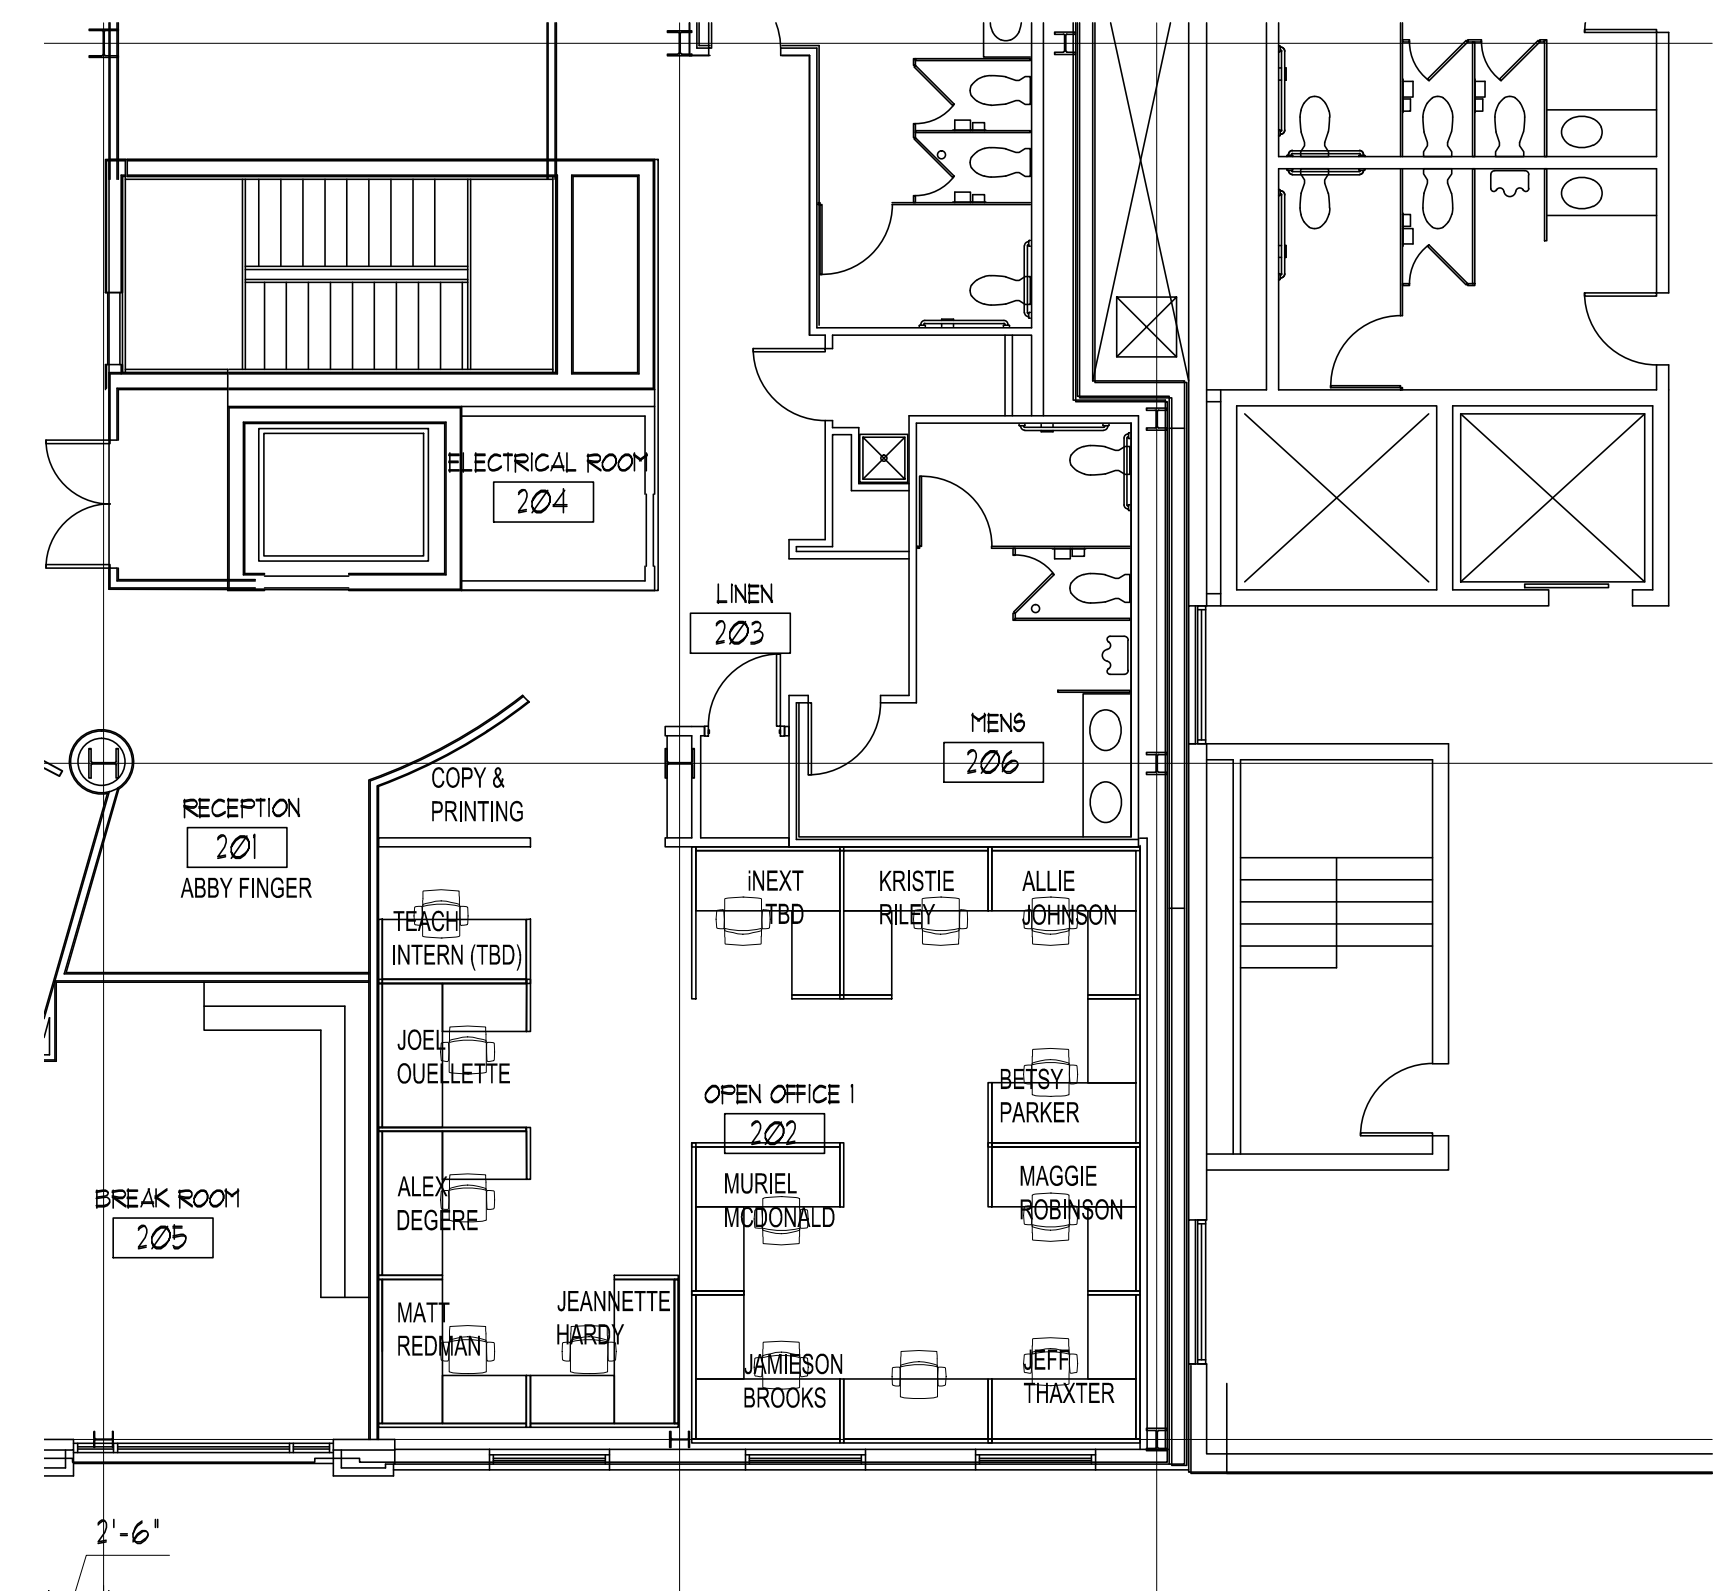 ELECTRICAL ROOM
204
LINEN
203
MENS
206
COPY &
PRINTING
RECEPTION
201
ABBY FINGER
iNEXT
TBD
KRISTIE
RILEY
ALLIE
JOHNSON
TEACH
INTERN (TBD)
JOEL
OUELLETTE
OPEN OFFICE 1
202
BETSY
PARKER
MURIEL
MCDONALD
MAGGIE
ROBINSON
ALEX
DEGERE
BREAK ROOM
205
MATT
REDMAN
JEANNETTE
HARDY
JAMIESON
BROOKS
JEFF
THAXTER
2'-6"